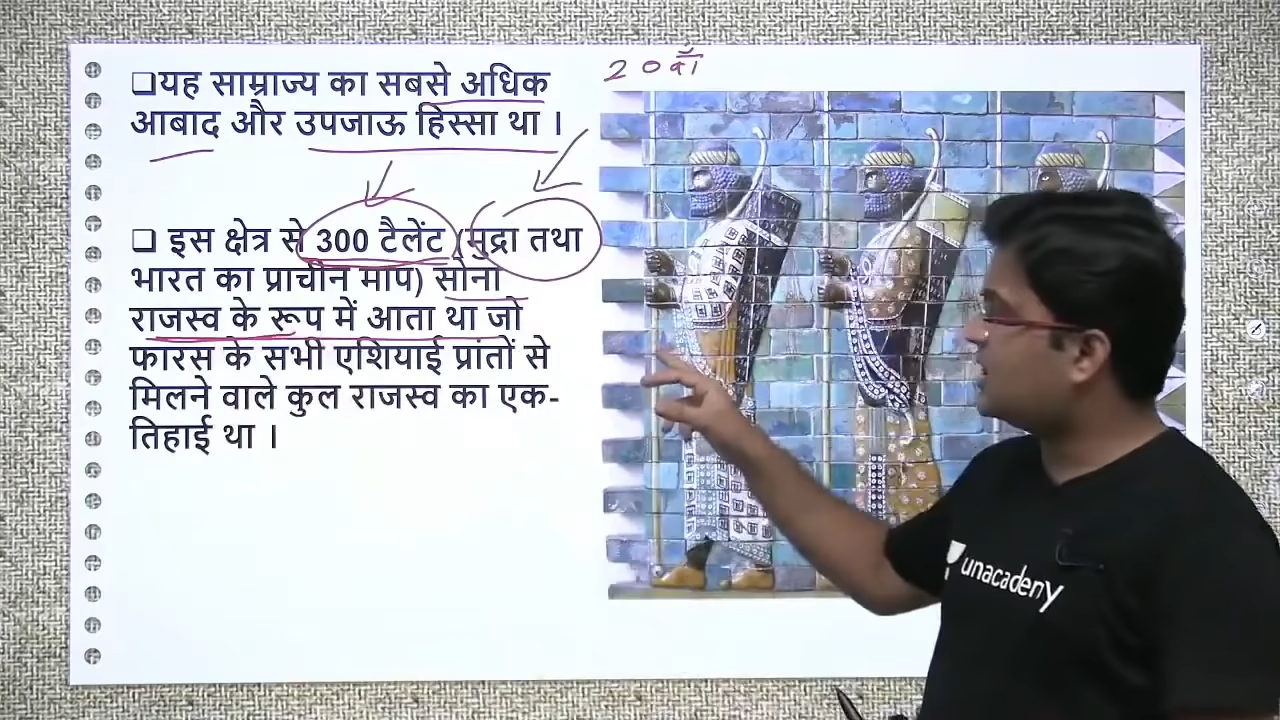 20वाँ
❑यह साम्राज्य का सबसे अधिक
आबाद और उपजाऊ हिस्सा था ।
❑ इस क्षेत्र से 300 टैलेंट (मुद्रा तथा
भारत का प्राचीन माप) सोना
राजस्व के रूप में आता था जो
फारस के सभी एशियाई प्रांतों से
मिलने वाले कुल राजस्व का एक-
तिहाई था ।
unacademy